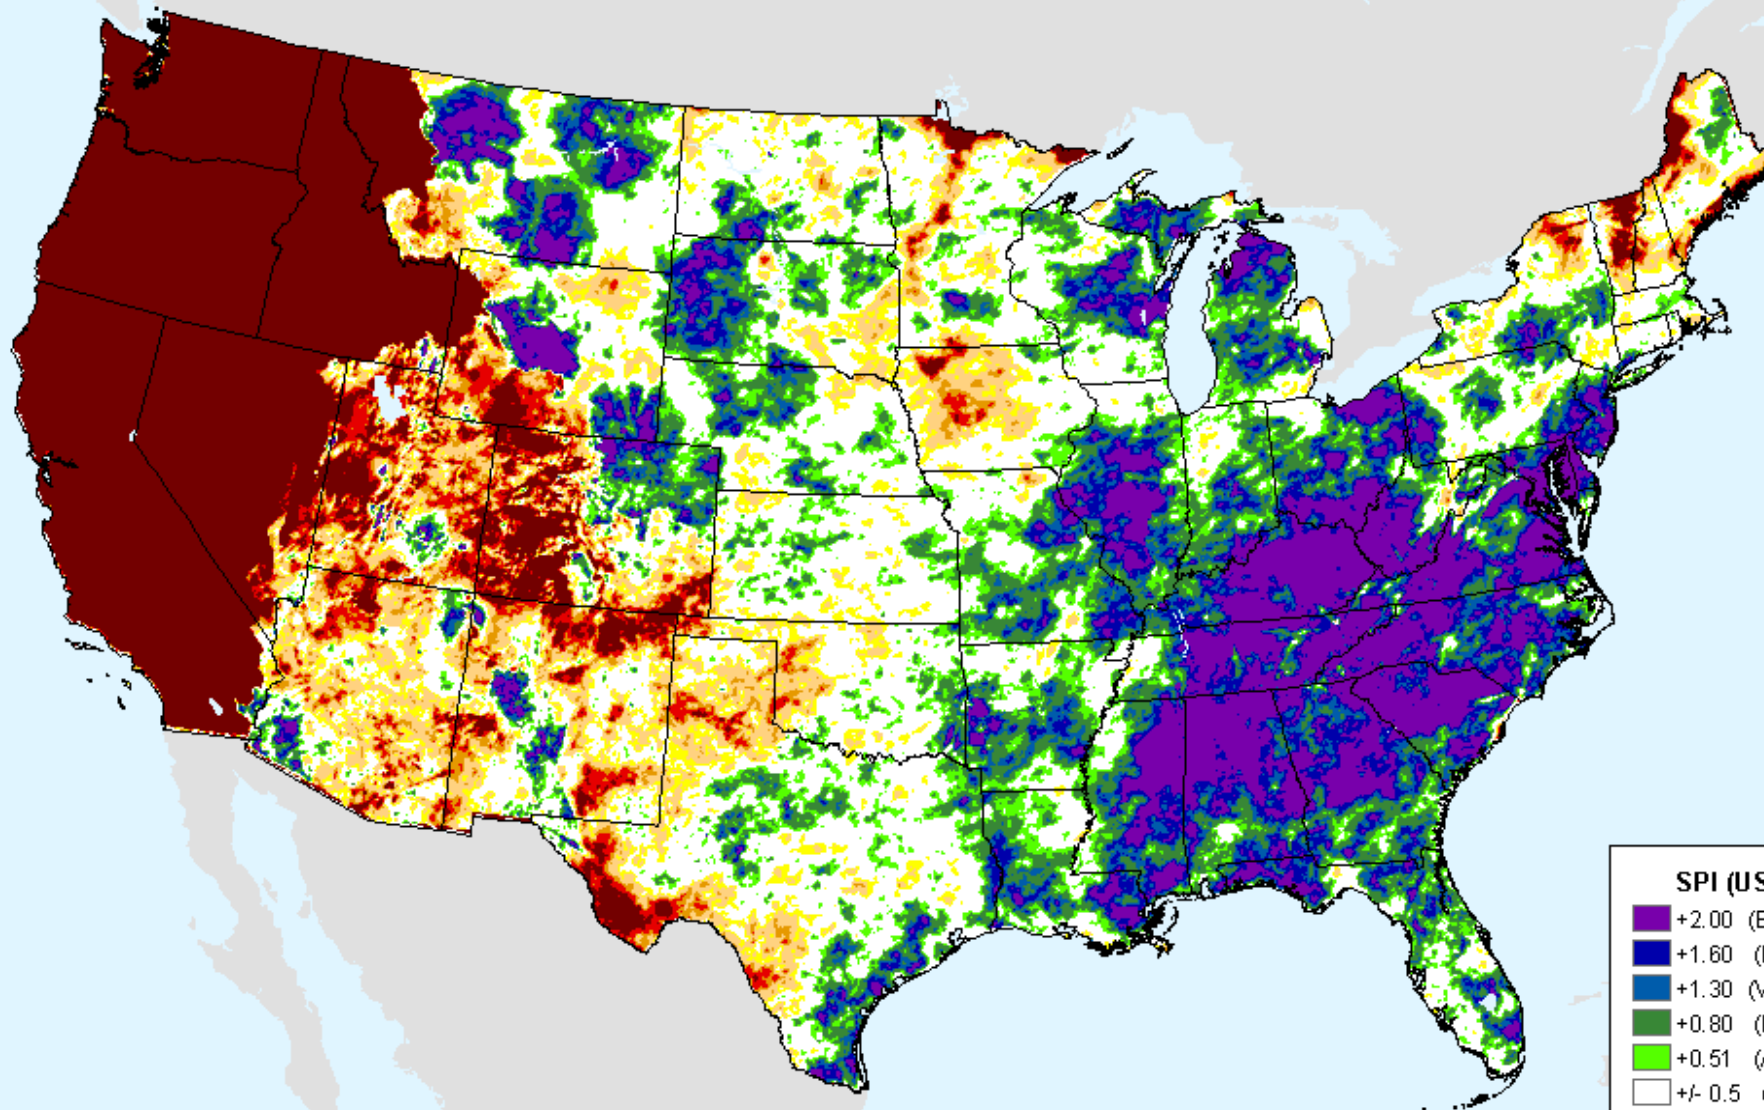 SPI (US
+2.00 (E
+1.60 (
+1.30 (V
+0.80 (
+0.51 (
+/- 0.5